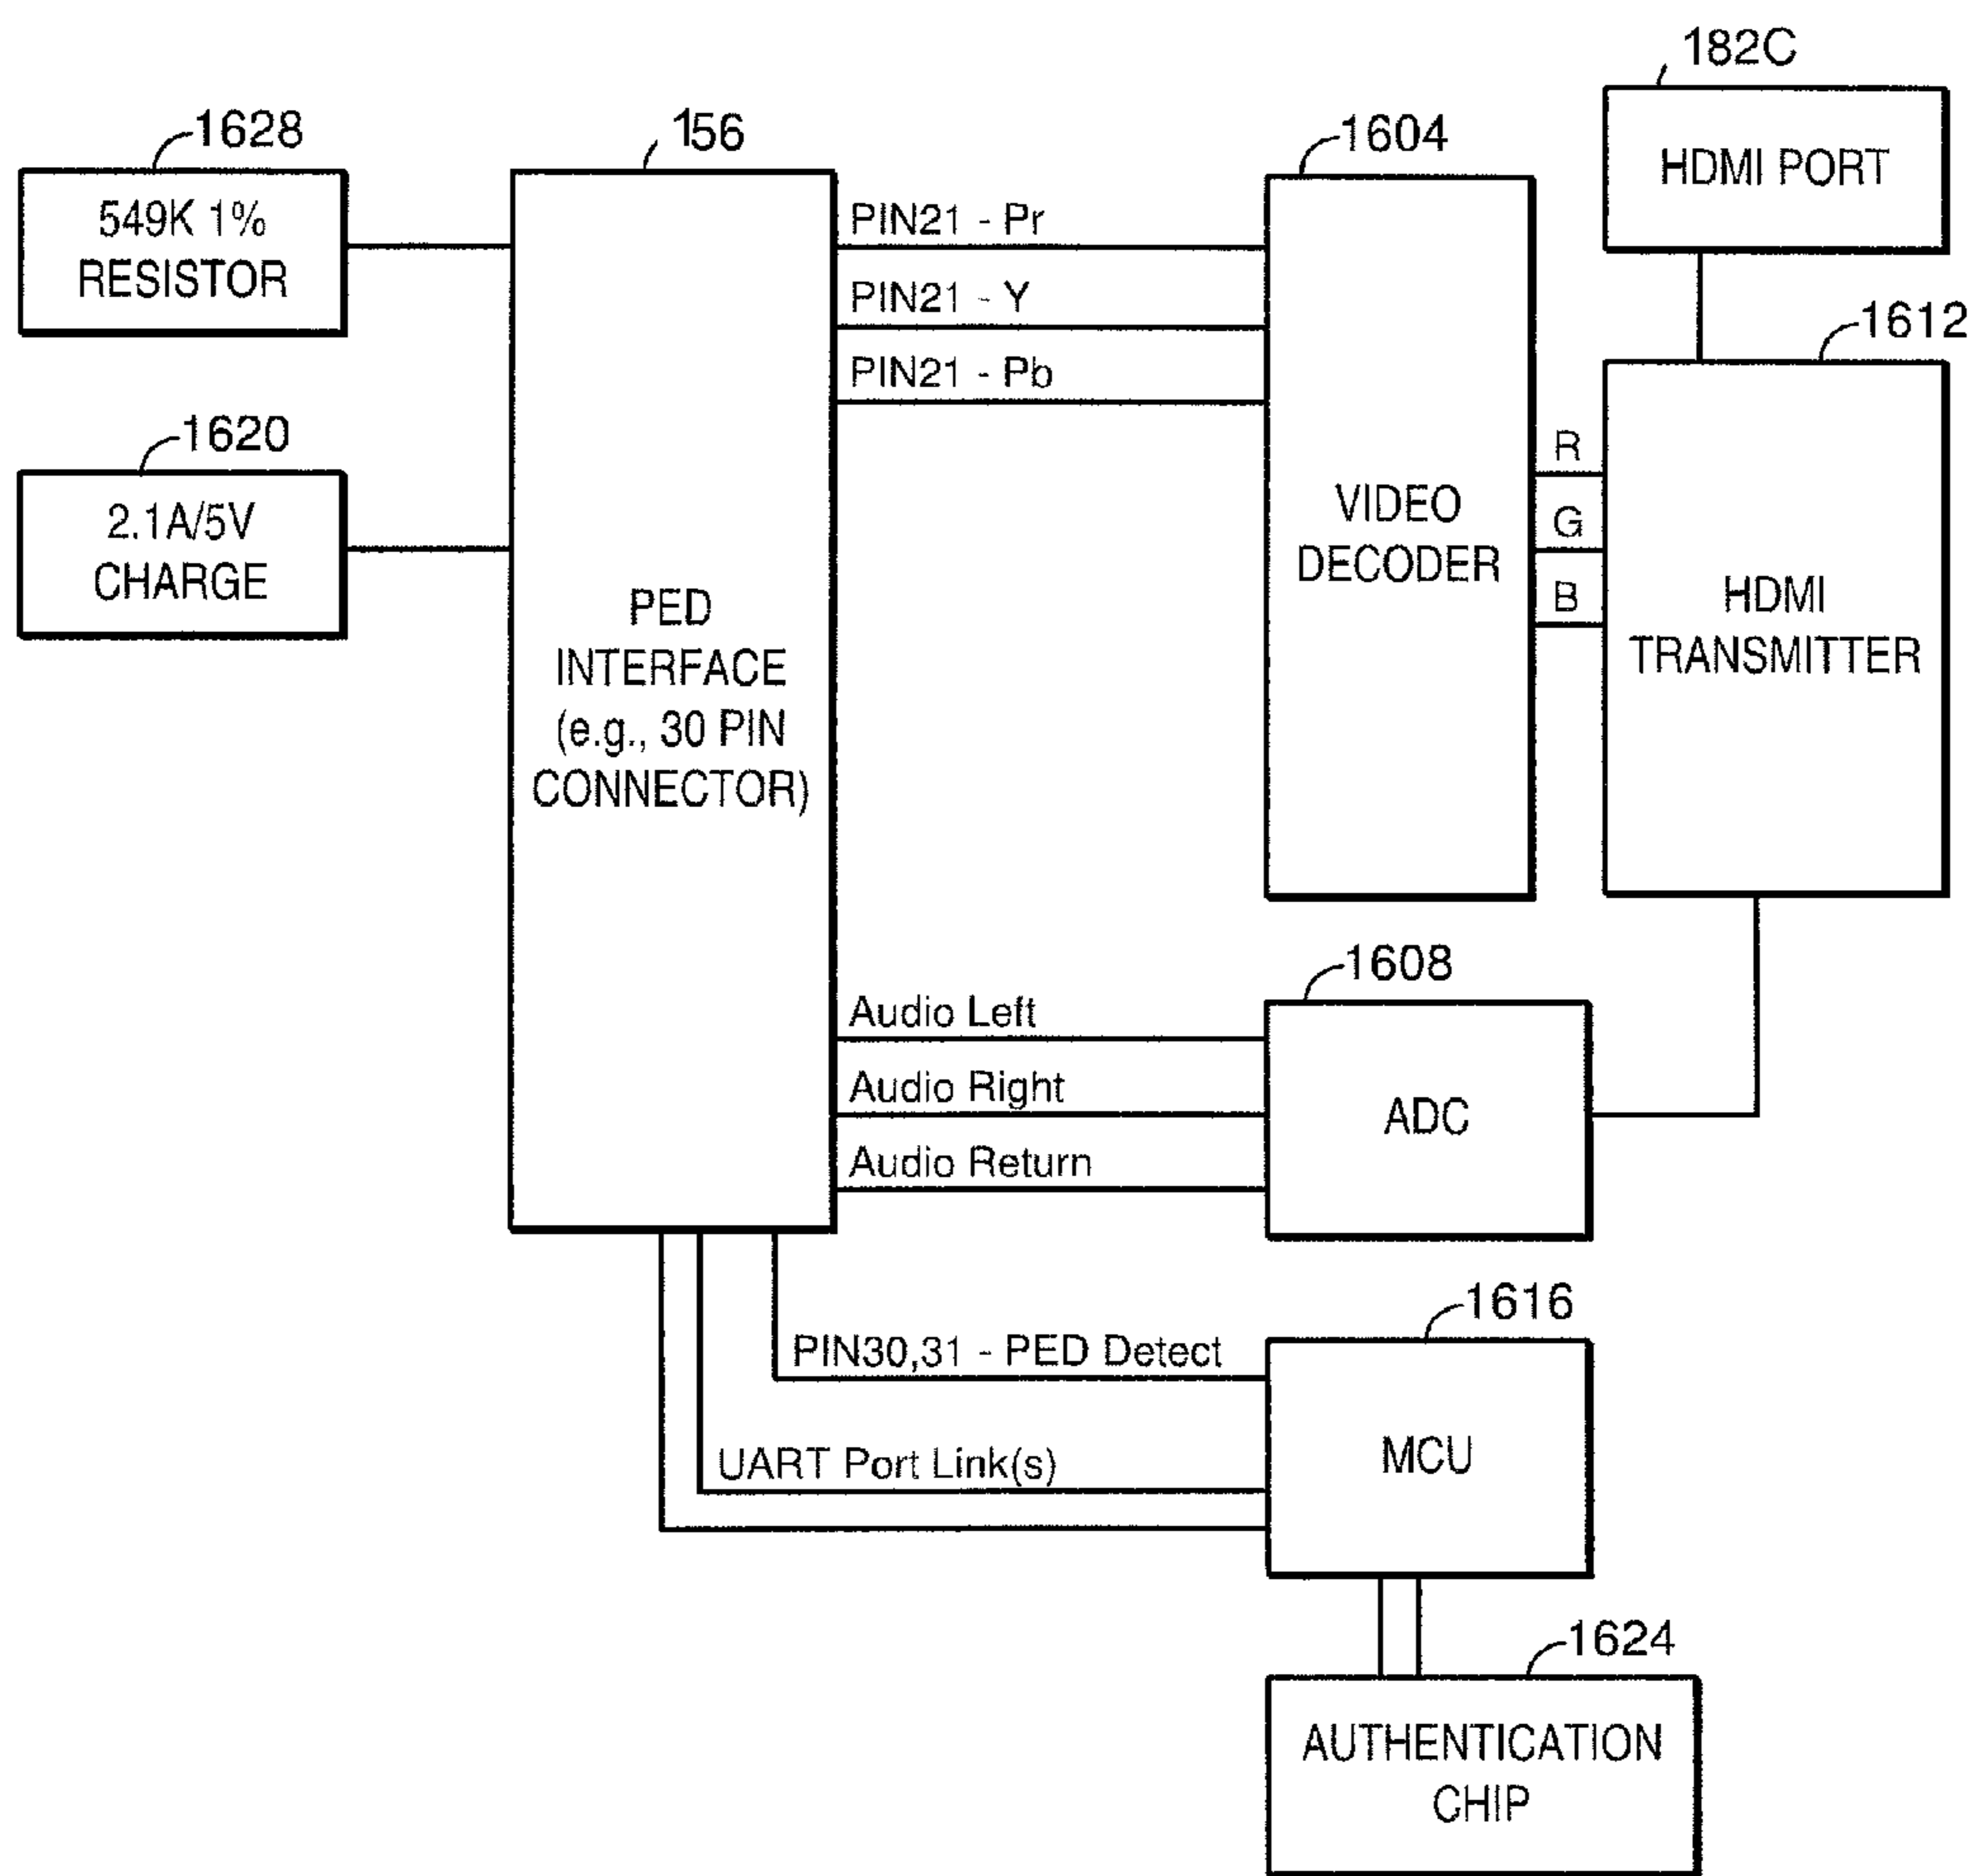 182C
HDMI PORT
1628
549K 1%
RESISTOR
156
1604
PIN21 - Pr
PIN21 - Y
PIN21 - Pb
1612
1620
2.1A/5V
CHARGE
PED
INTERFACE
(e.g., 30 PIN
CONNECTOR)
VIDEO
DECODER
R
G
B
HDMI
TRANSMITTER
1608
Audio Left
Audio Right
Audio Return
ADC
1616
PIN30,31 - PED Detect
UART Port Link(s)
MCU
1624
AUTHENTICATION
CHIP